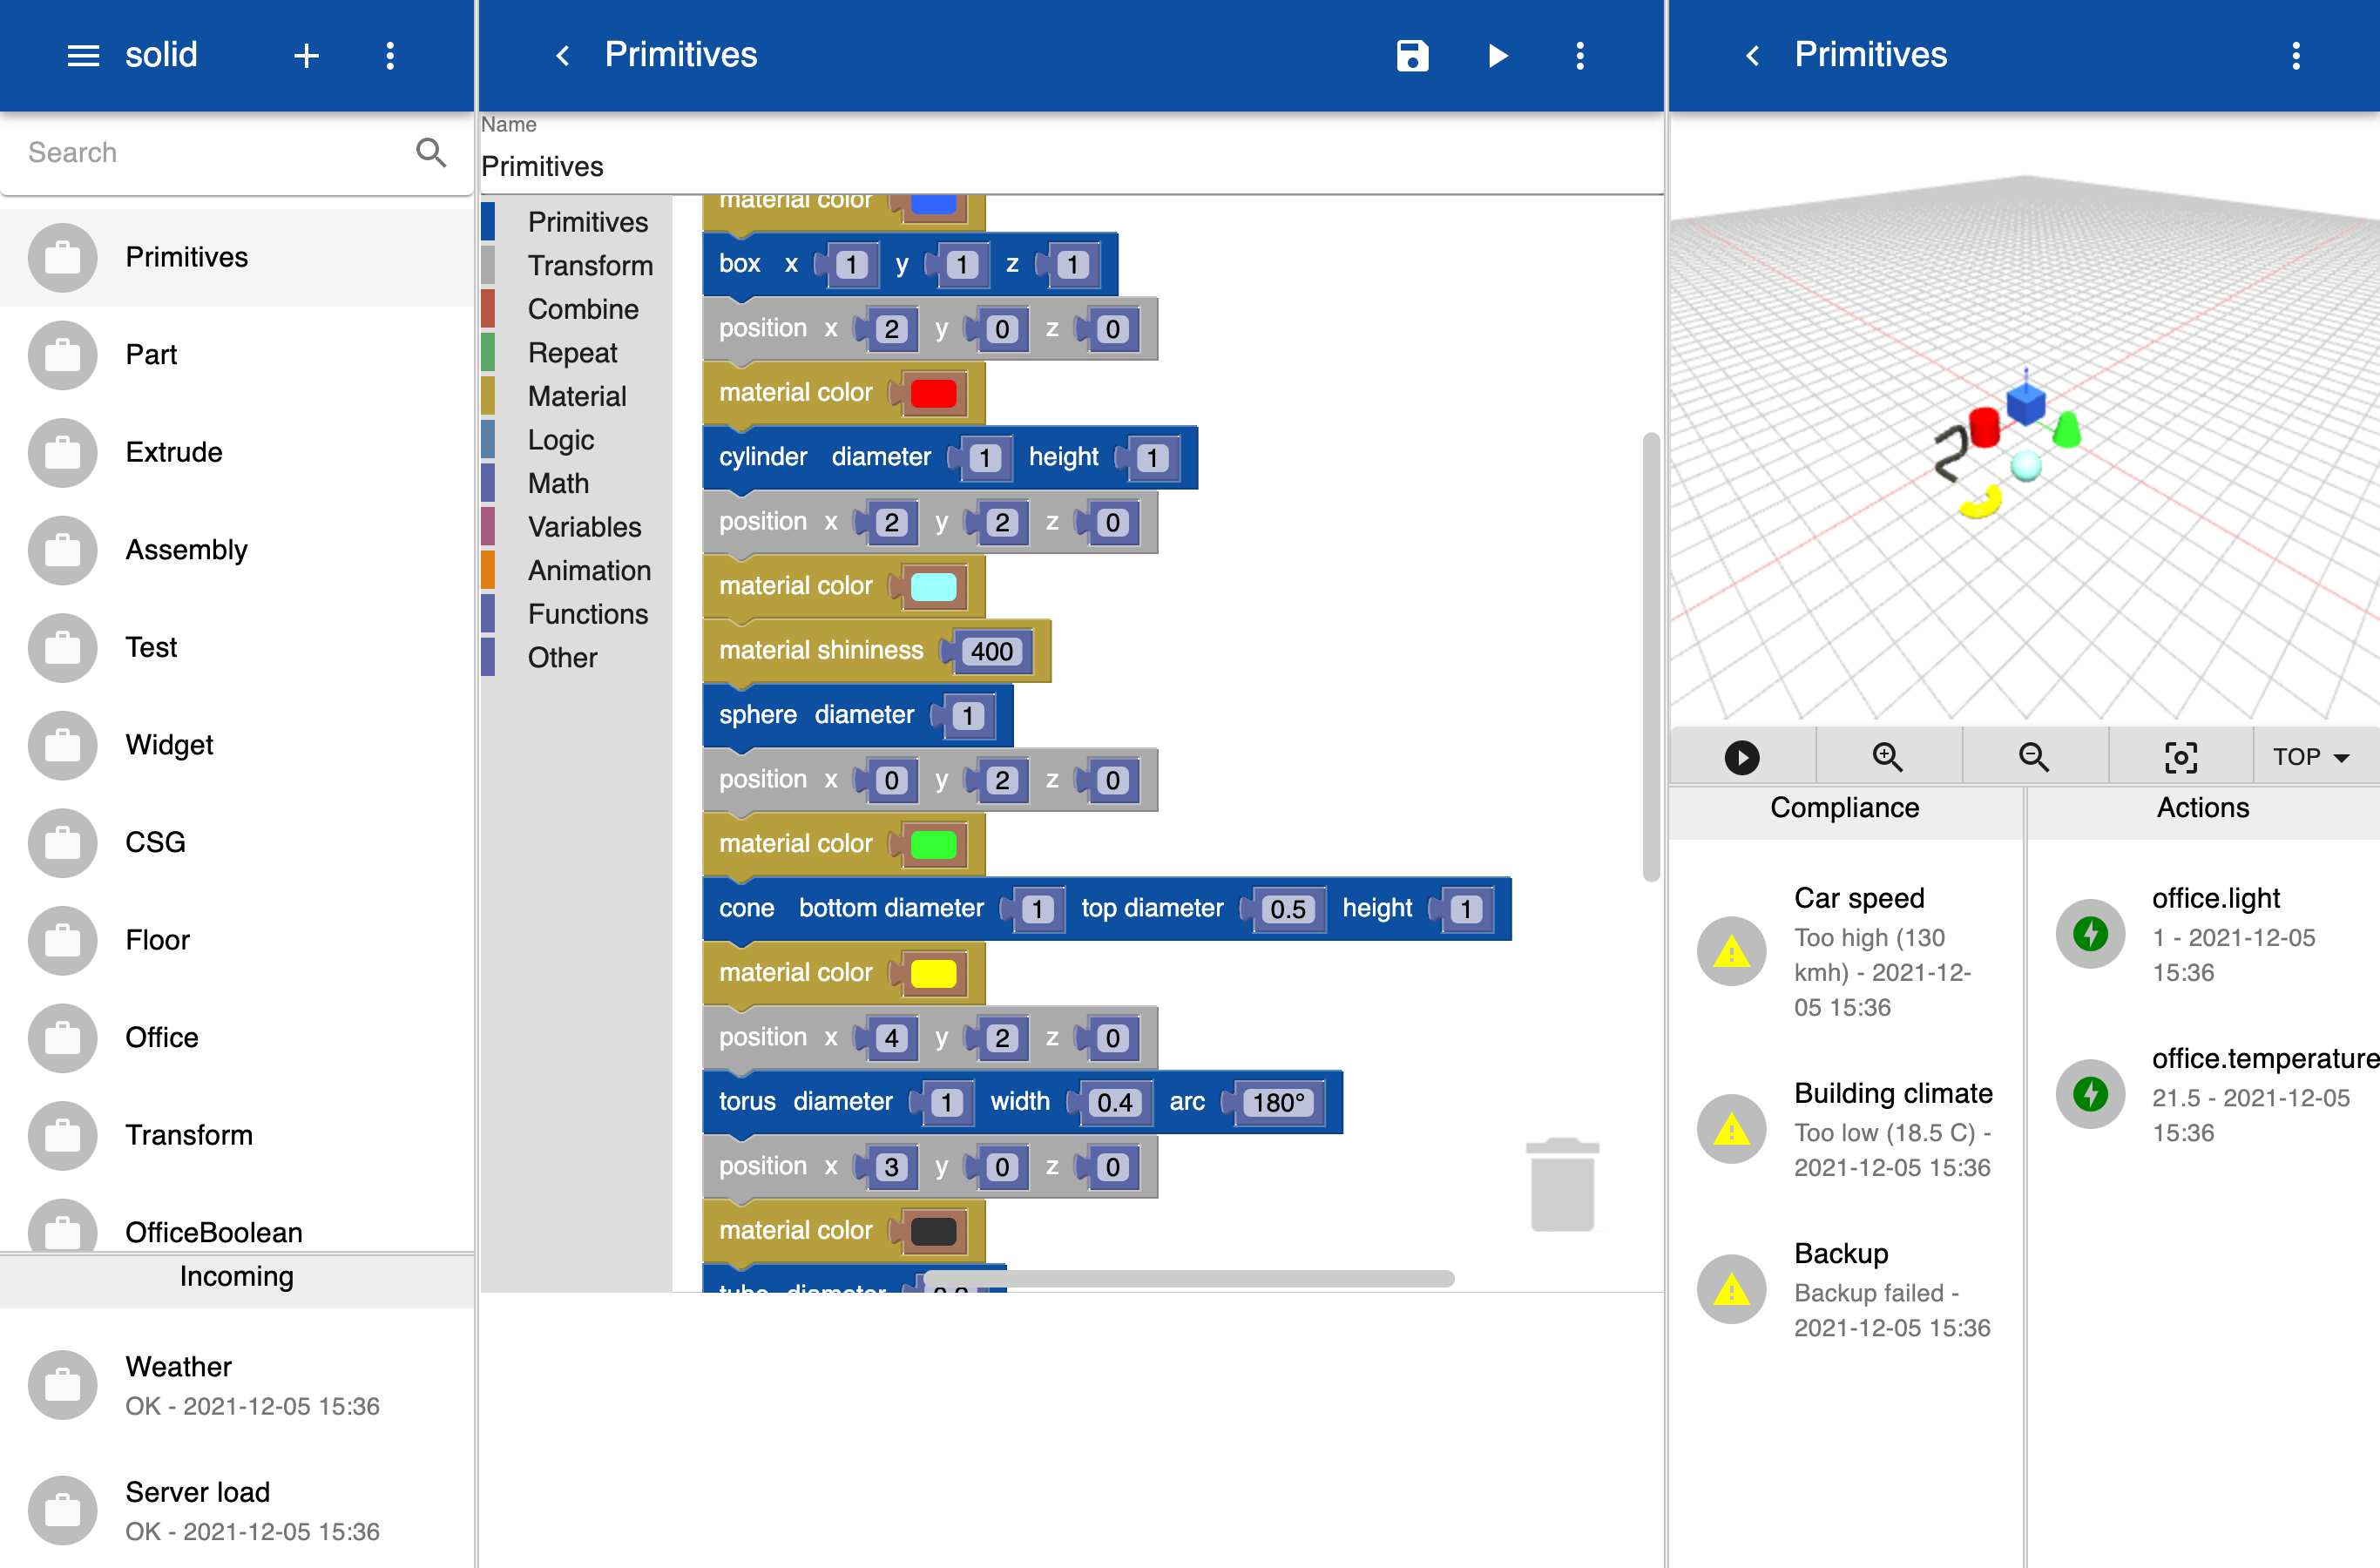 solid
Search
Primitives
Part
Extrude
Assembly
Test
Widget
CSG
Floor
Office
Transform
OfficeBoolean
Incoming
Weather
OK - 2021-12-05 15:36
Server load
OK - 2021-12-05 15:36
Primitives
Name
Primitives
Primitives
Transform
Combine
Repeat
Material
Logic
Math
Variables
Animation
Functions
Other
material color
box x 1 y 1 z 1
position x 2 y 0 z 0
material color
cylinder diameter 1 height 1
position x 2 y 2 z 0
material color
material shininess 400
sphere diameter 1
position x 0 y 2 z 0
material color
cone bottom diameter 1 top diameter 0.5 height 1
material color
position x 4 y 2 z 0
torus diameter 1 width 0.4 arc 180°
position x 3 y 0 z 0
material color
tube diameter
Primitives
TOP
Compliance
Car speed
Too high (130
kmh) - 2021-12-
05 15:36
Building climate
Too low (18.5 C) -
2021-12-05 15:36
Backup
Backup failed -
2021-12-05 15:36
Actions
office.light
1 - 2021-12-05
15:36
office.temperature
21.5 - 2021-12-05
15:36